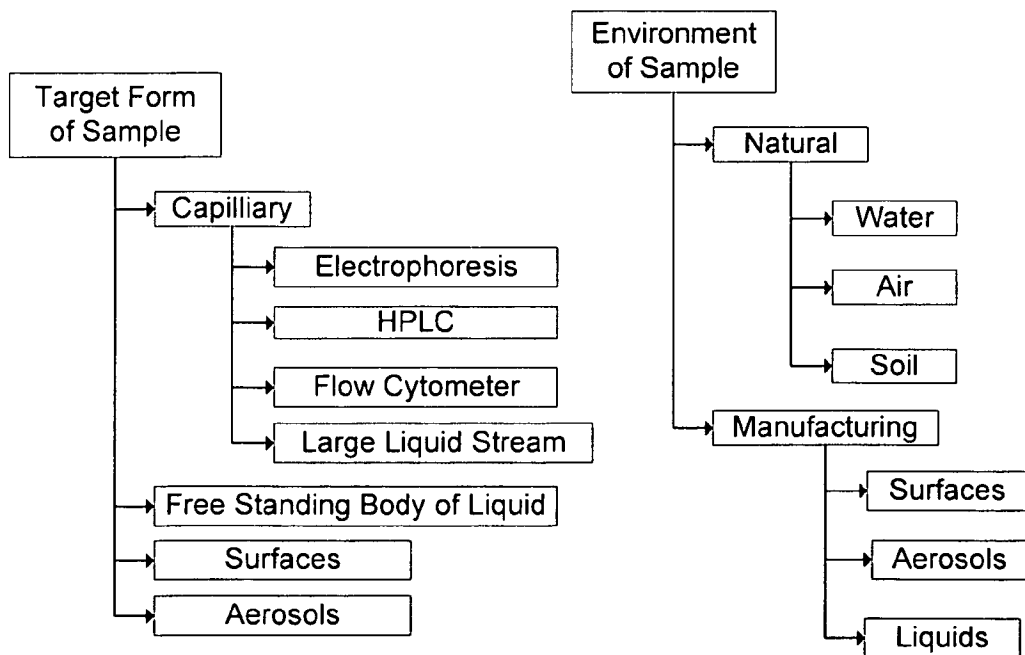 Target Form
of Sample
Capilliary
Electrophoresis
HPLC
Flow Cytometer
Large Liquid Stream
Free Standing Body of Liquid
Surfaces
Aerosols
Environment
of Sample
Natural
Water
Air
Soil
Manufacturing
Surfaces
Aerosols
Liquids